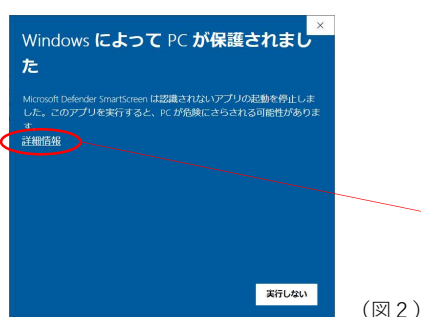 Windows によって PC が保護されまし
た
Microsoft Defender SmartScreen は認識されないアプリの起動を停止しま
した。このアプリを実行すると、PC が危険にさらされる可能性がありま
す。
詳細情報
実行しない
（図２）